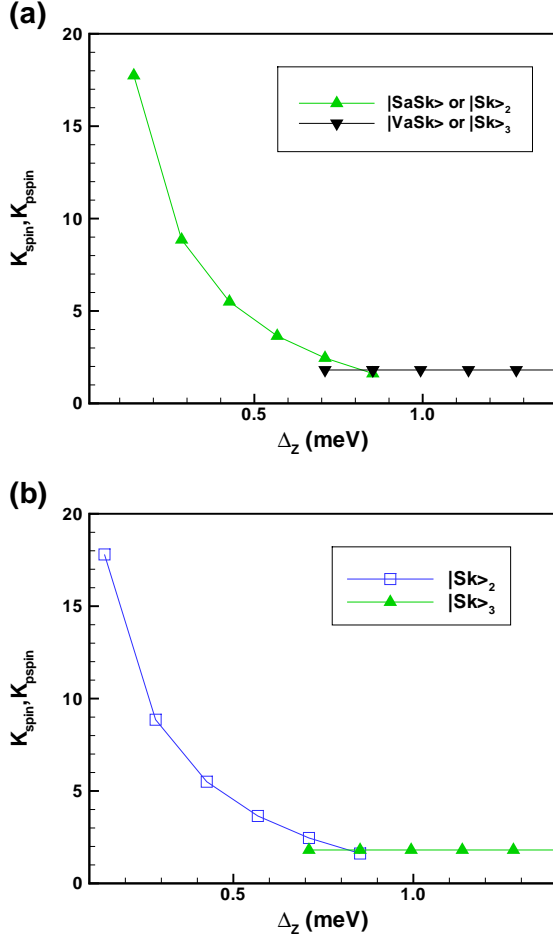 (a)
20
15
10
5
0
K_spin, K_pspin
|SaSk> or |Sk>_2
|VaSk> or |Sk>_3
0.5
1.0
Δ_Z (meV)
(b)
20
15
10
5
0
K_spin, K_pspin
|Sk>_2
|Sk>_3
0.5
1.0
Δ_Z (meV)